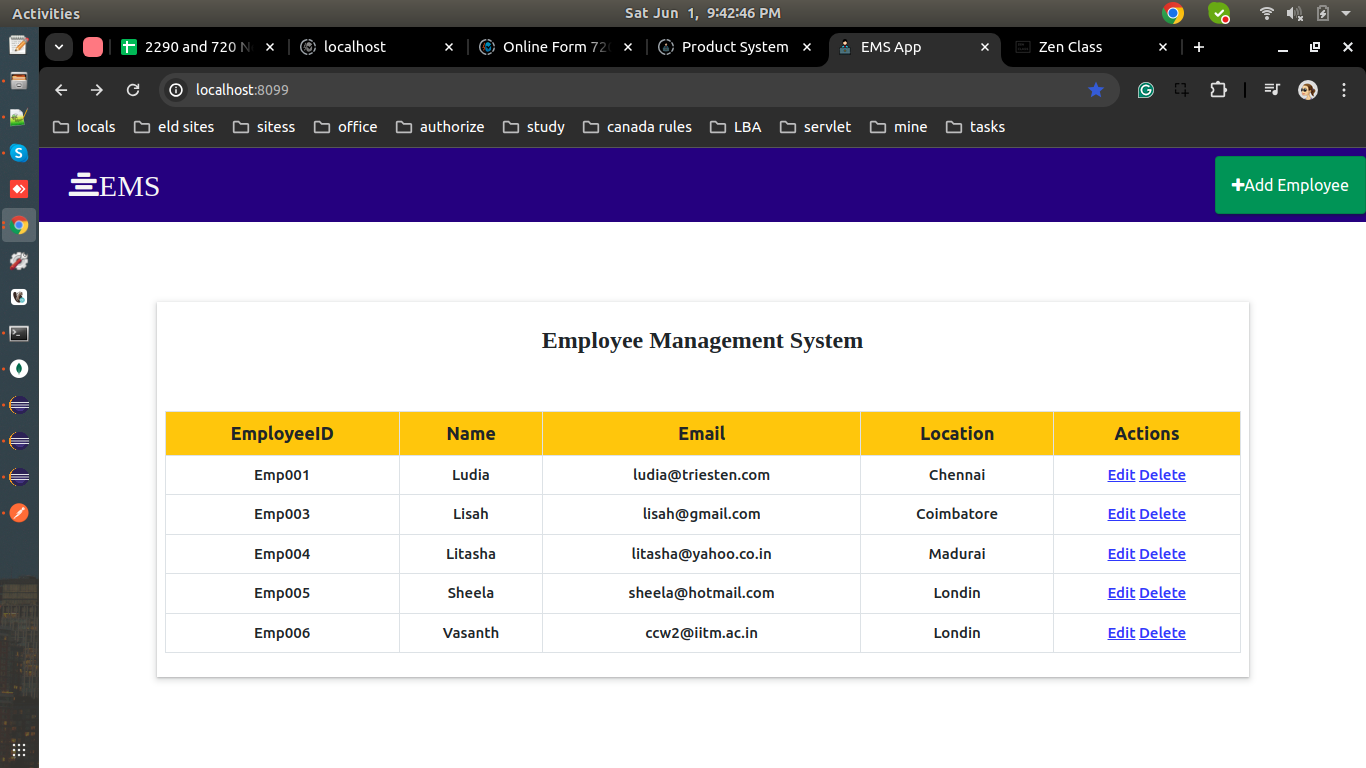 Activities
Sat Jun 1, 9:42:46 PM
2290 and 720 N
localhost
Online Form 720
Product System
EMS App
Zen Class
localhost:8099
locals
eld sites
sitess
office
authorize
study
canada rules
LBA
servlet
mine
tasks
EMS
Add Employee
Employee Management System
EmployeeID Name Email Location Actions
Emp001 Ludia ludia@triesten.com Chennai Edit Delete
Emp003 Lisah lisah@gmail.com Coimbatore Edit Delete
Emp004 Litasha litasha@yahoo.co.in Madurai Edit Delete
Emp005 Sheela sheela@hotmail.com Londin Edit Delete
Emp006 Vasanth ccw2@iitm.ac.in Londin Edit Delete